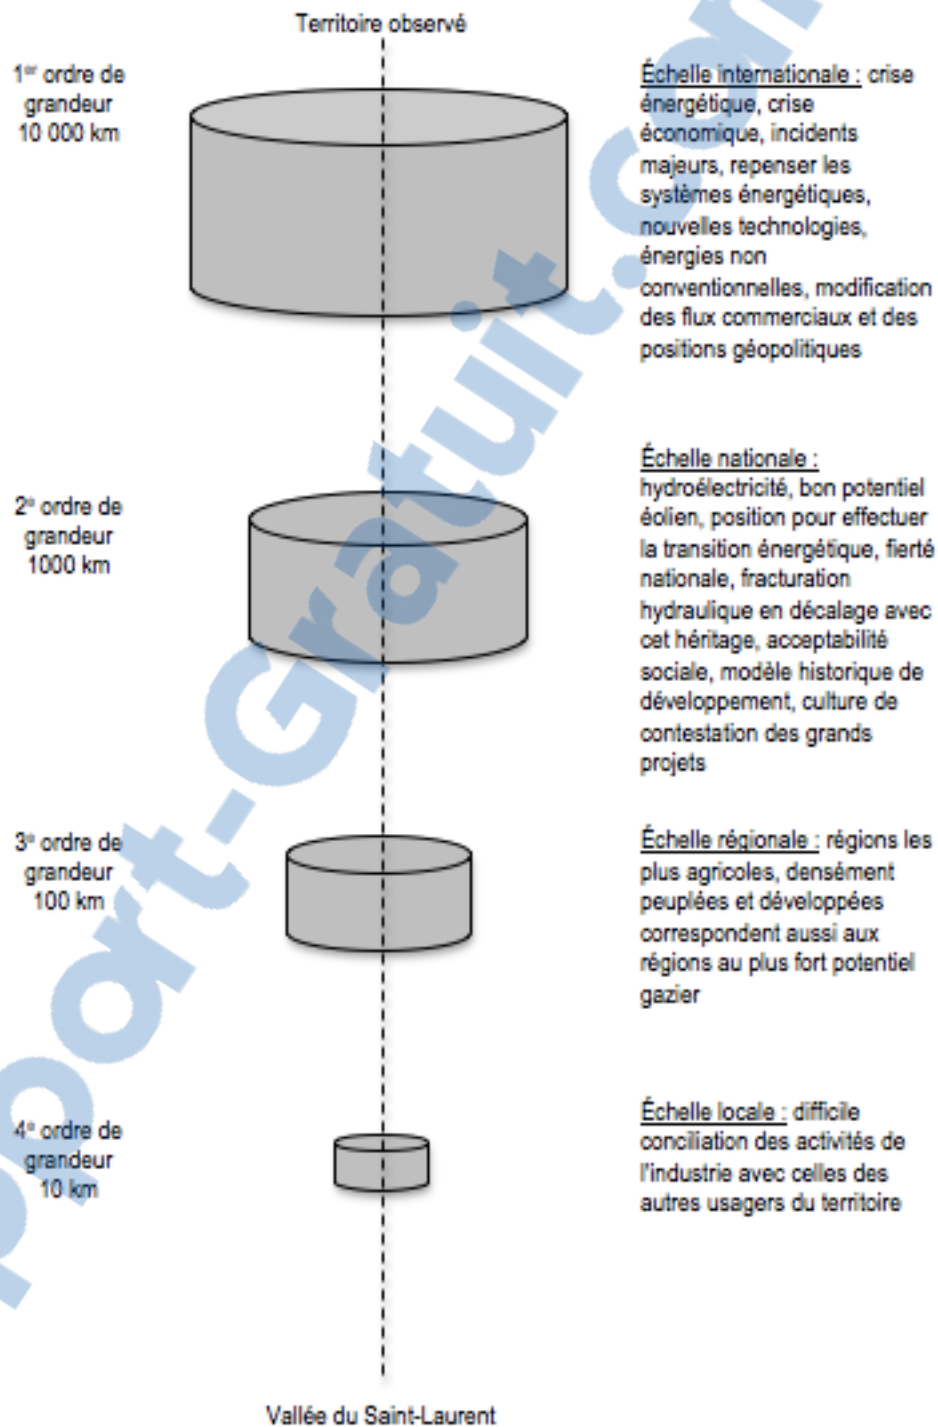 Territoire observé
1er ordre de
grandeur
10 000 km
Échelle internationale : crise
énergétique, crise
économique, incidents
majeurs, repenser les
systèmes énergétiques,
nouvelles technologies,
énergies non
conventionnelles, modification
des flux commerciaux et des
positions géopolitiques
2e ordre de
grandeur
1000 km
Échelle nationale :
hydroélectricité, bon potentiel
éolien, position pour effectuer
la transition énergétique, fierté
nationale, fracturation
hydraulique en décalage avec
cet héritage, acceptabilité
sociale, modèle historique de
développement, culture de
contestation des grands
projets
3e ordre de
grandeur
100 km
Échelle régionale : régions les
plus agricoles, densément
peuplées et développées
correspondent aussi aux
régions au plus fort potentiel
gazier
4e ordre de
grandeur
10 km
Échelle locale : difficile
conciliation des activités de
l'industrie avec celles des
autres usagers du territoire
Vallée du Saint-Laurent